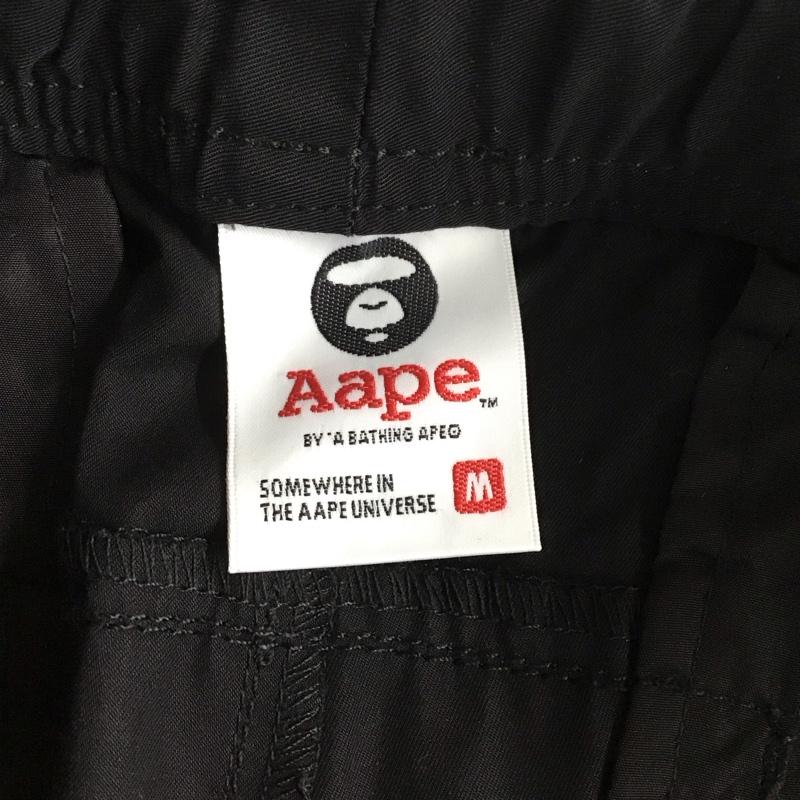 Aape™
BY *A BATHING APE®
SOMEWHERE IN
THE AAPE UNIVERSE
M